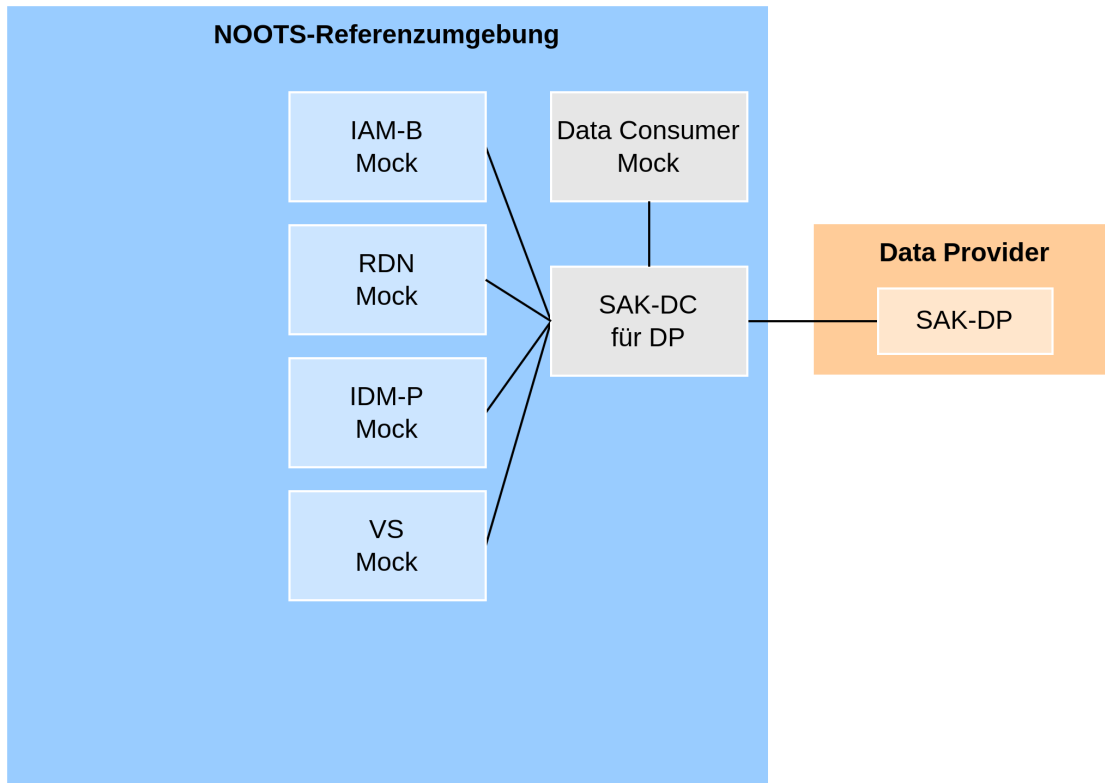 NOOTS-Referenzumgebung
IAM-B
Mock
Data Consumer
Mock
RDN
Mock
Data Provider
SAK-DC
für DP
SAK-DP
IDM-P
Mock
VS
Mock